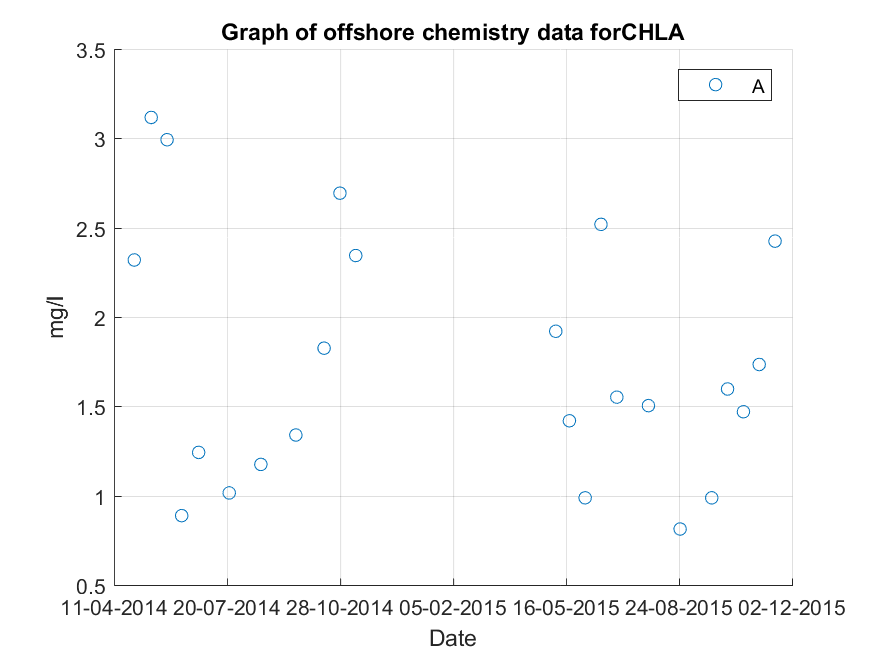 Graph of offshore chemistry data forCHLA
3.5
A
3
2.5
mg/l
2
1.5
1
0.5
11-04-2014 20-07-2014 28-10-2014 05-02-2015 16-05-2015 24-08-2015 02-12-2015
Date